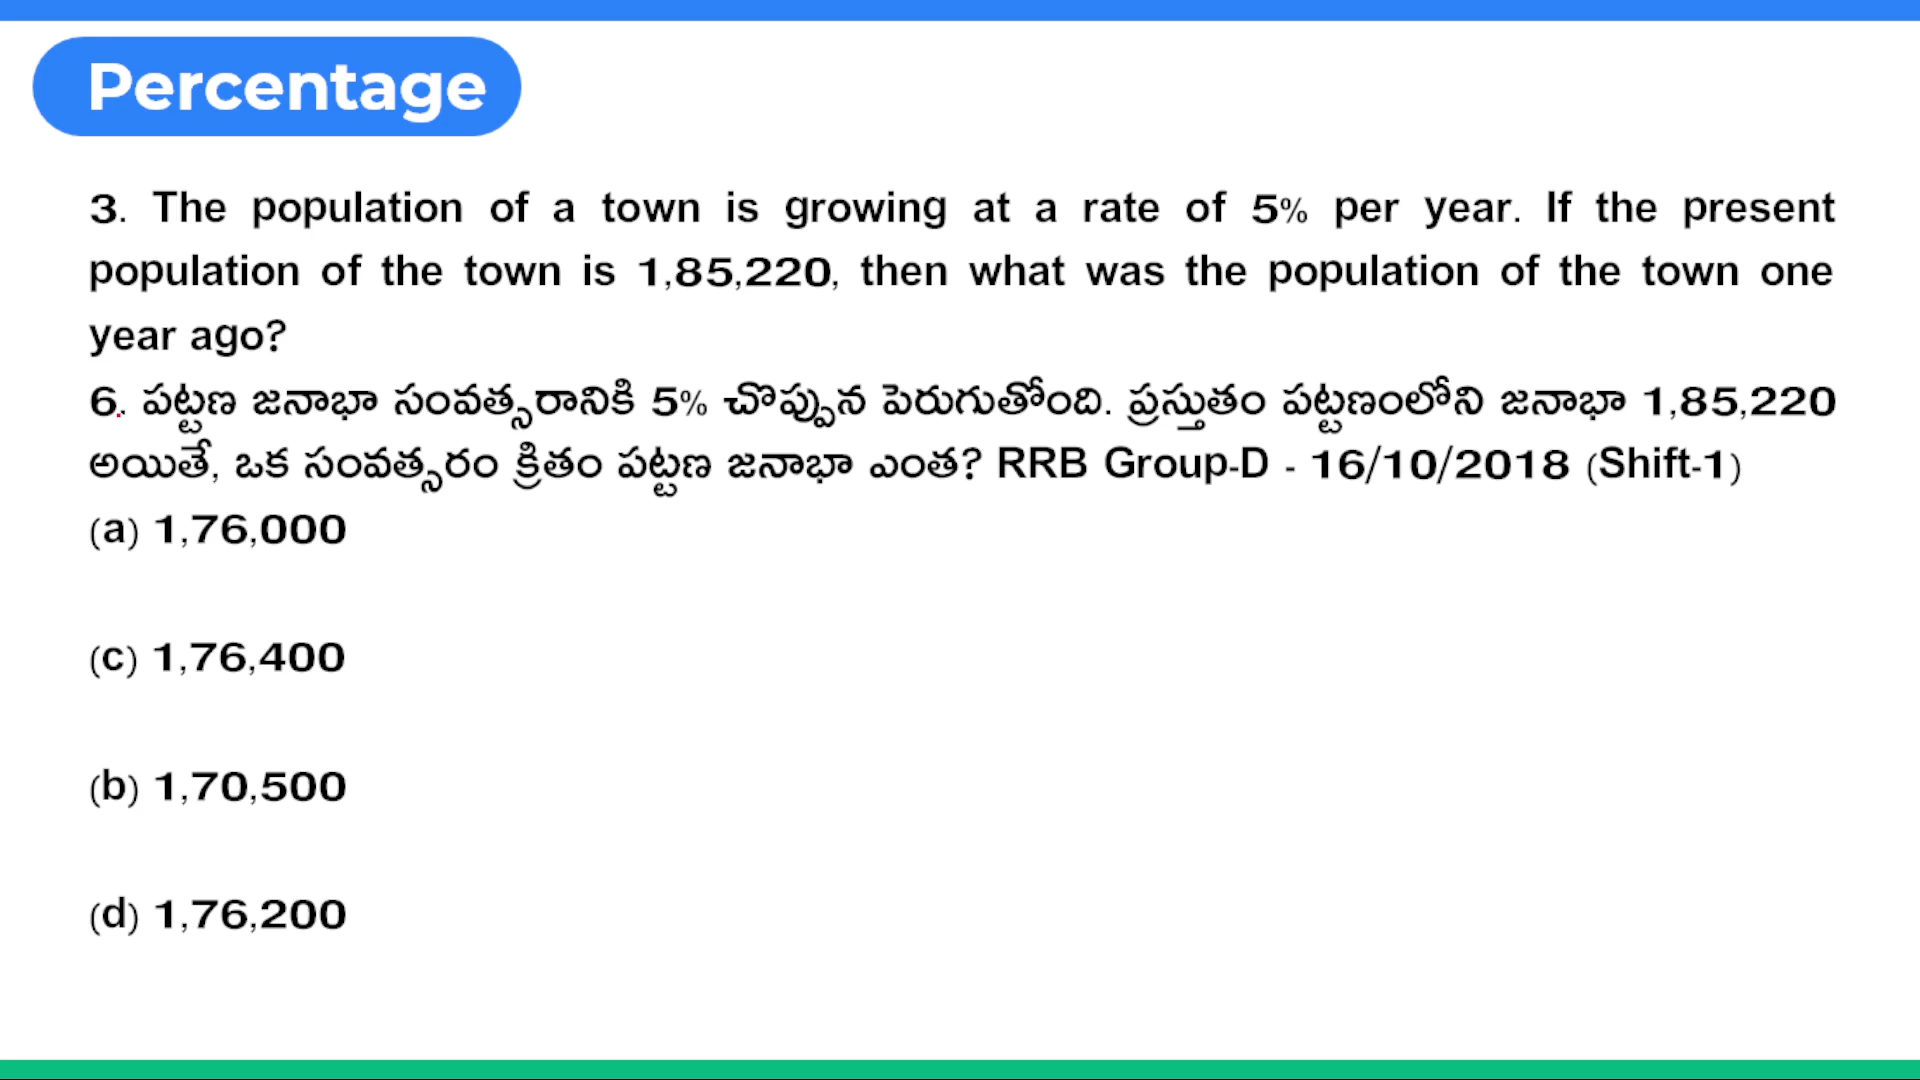 Percentage
3. The population of a town is growing at a rate of 5% per year. If the present
population of the town is 1,85,220, then what was the population of the town one
year ago?
6. పట్టణ జనాభా సంవత్సరానికి 5% చొప్పున పెరుగుతోంది. ప్రస్తుతం పట్టణంలోని జనాభా 1,85,220
అయితే, ఒక సంవత్సరం క్రితం పట్టణ జనాభా ఎంత? RRB Group-D - 16/10/2018 (Shift-1)
(a) 1,76,000
(c) 1,76,400
(b) 1,70,500
(d) 1,76,200